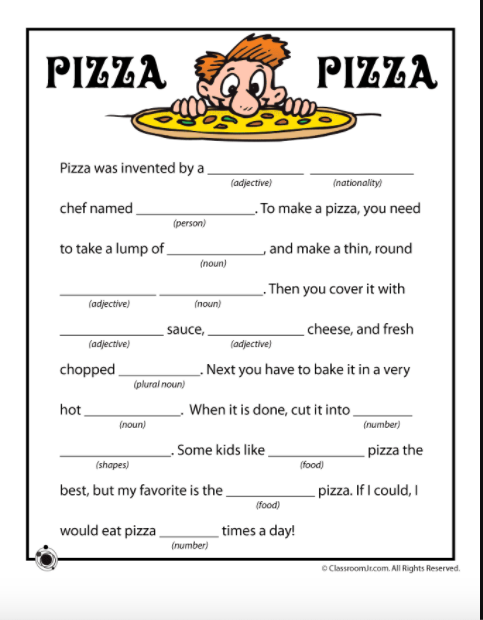 PIZZA PIZZA
Pizza was invented by a ____________ ____________
(adjective) (nationality)
chef named ____________. To make a pizza, you need
(person)
to take a lump of ____________, and make a thin, round
(noun)
____________ ____________. Then you cover it with
(adjective) (noun)
____________ sauce, ____________ cheese, and fresh
(adjective) (adjective)
chopped __________. Next you have to bake it in a very
(plural noun)
hot ____________. When it is done, cut it into _______
(noun) (number)
____________. Some kids like ____________ pizza the
(shapes) (food)
best, but my favorite is the ___________ pizza. If I could, I
(food)
would eat pizza _______ times a day!
(number)
© ClassroomJr.com. All Rights Reserved.